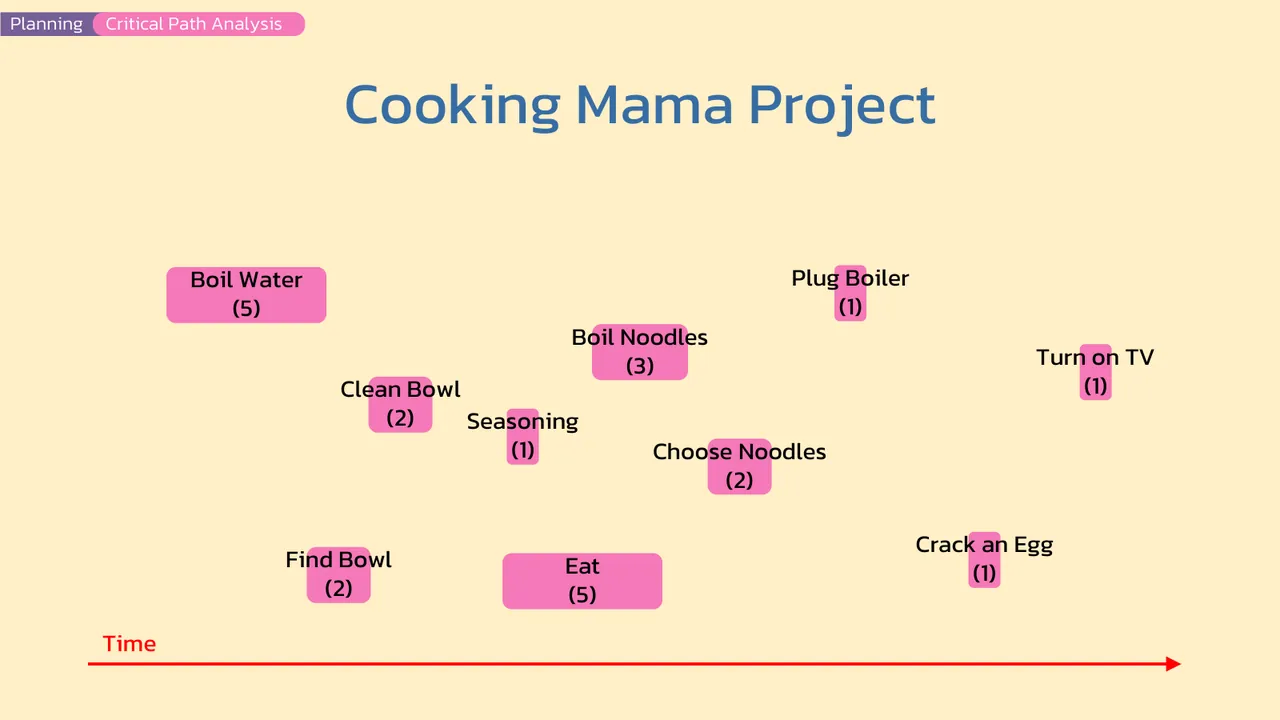 Planning
Critical Path Analysis
Cooking Mama Project
Boil Water
(5)
Plug Boiler
(1)
Boil Noodles
(3)
Turn on TV
(1)
Clean Bowl
(2)
Seasoning
(1)
Choose Noodles
(2)
Find Bowl
(2)
Eat
(5)
Crack an Egg
(1)
Time